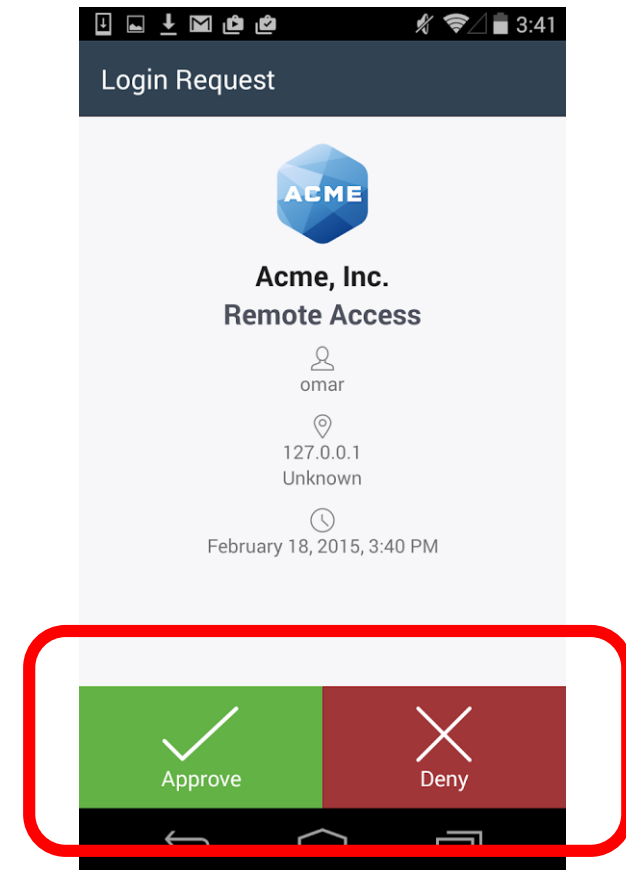 3:41
Login Request
ACME
Acme, Inc.
Remote Access
omar
127.0.0.1
Unknown
February 18, 2015, 3:40 PM
Approve Deny